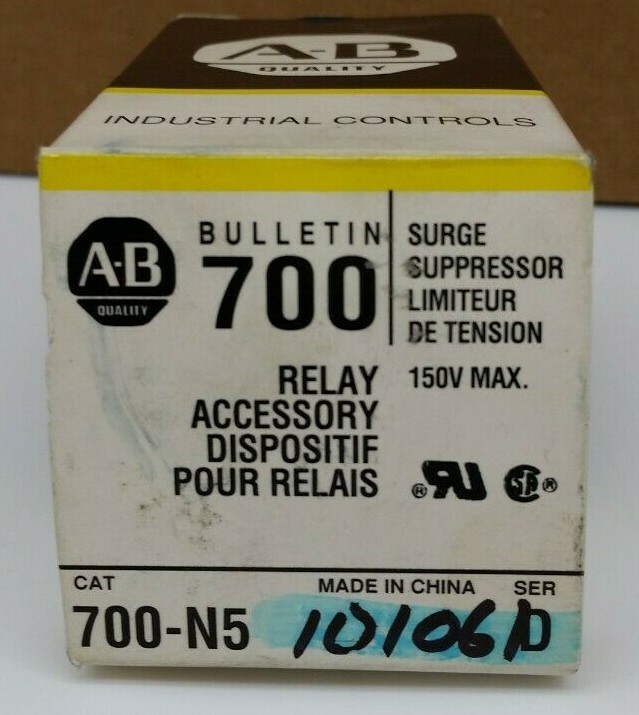 A-B
QUALITY
INDUSTRIAL CONTROLS
A-B
QUALITY
BULLETIN
700
SURGE
SUPPRESSOR
LIMITEUR
DE TENSION
150V MAX.
RELAY
ACCESSORY
DISPOSITIF
POUR RELAIS
CAT
MADE IN CHINA
SER
700-N5
D